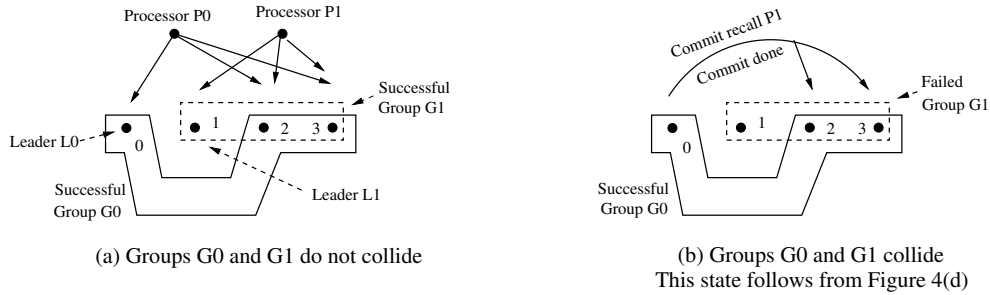 Processor P0
Processor P1
Successful
Group G1
Leader L0
0
1
2
3
Leader L1
Successful
Group G0
(a) Groups G0 and G1 do not collide
Commit recall P1
Commit done
Failed
Group G1
0
1
2
3
Successful
Group G0
(b) Groups G0 and G1 collide
This state follows from Figure 4(d)